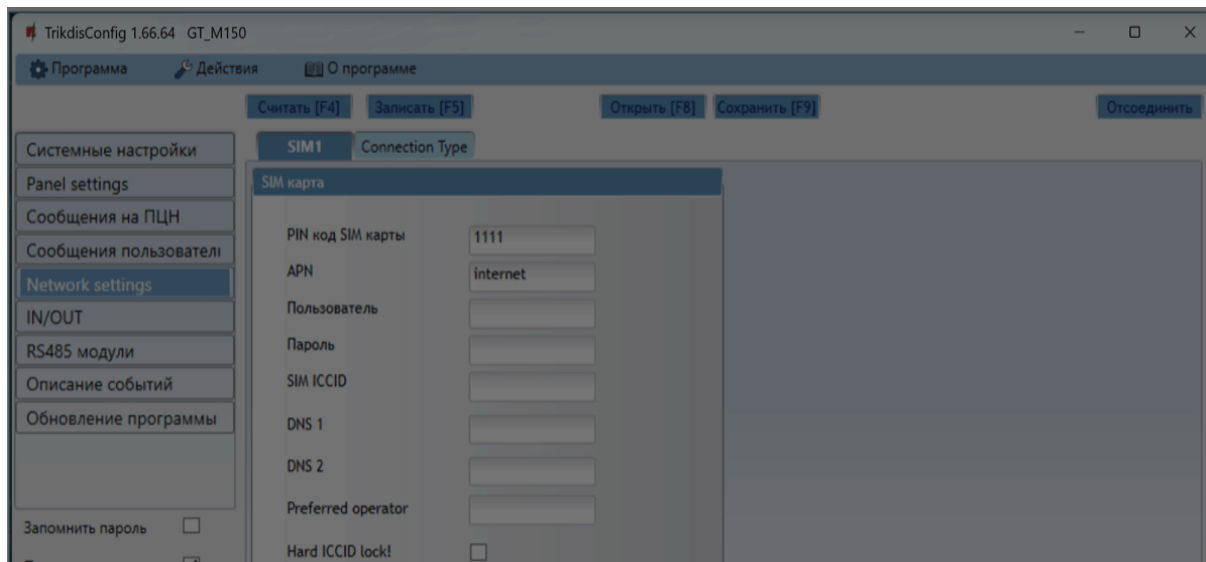 TrikdisConfig 1.66.64 GT_M150
Программа Действия О программе
Считать [F4] Записать [F5] Открыть [F8] Сохранить [F9] Отсоединить
Системные настройки
Panel settings
Сообщения на ПЦН
Сообщения пользователю
Network settings
IN/OUT
RS485 модули
Описание событий
Обновление программы
Запомнить пароль
SIM1 Connection Type
SIM карта
PIN код SIM карты 1111
APN internet
Пользователь
Пароль
SIM ICCID
DNS 1
DNS 2
Preferred operator
Hard ICCID lock!